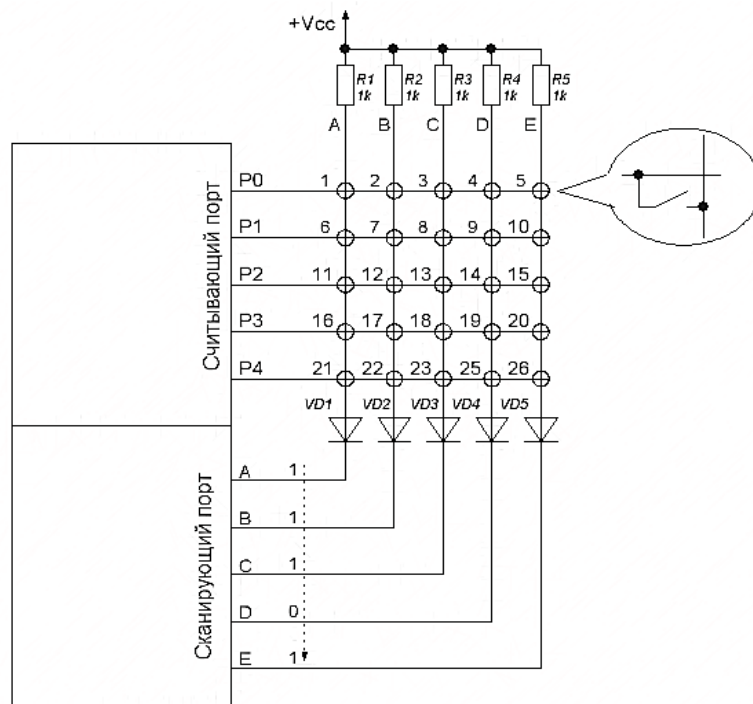 +Vcc
R1 R2 R3 R4 R5
1k 1k 1k 1k 1k
A B C D E
Считывающий порт
P0 1 2 3 4 5
P1 6 7 8 9 10
P2 11 12 13 14 15
P3 16 17 18 19 20
P4 21 22 23 25 26
VD1 VD2 VD3 VD4 VD5
Сканирующий порт
A 1
B 1
C 1
D 0
E 1